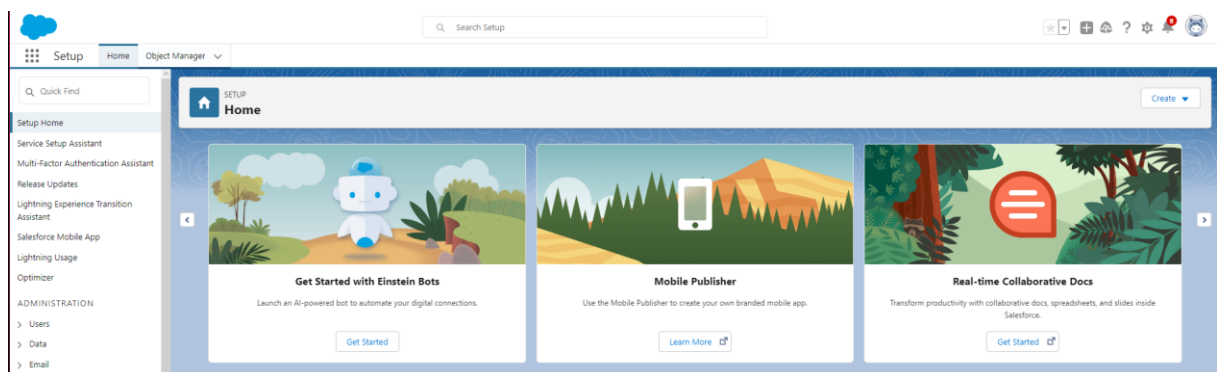 Search Setup
8
Setup
Home
Object Manager
Quick Find
Setup Home
Service Setup Assistant
Multi-Factor Authentication Assistant
Release Updates
Lightning Experience Transition
Assistant
Salesforce Mobile App
Lightning Usage
Optimizer
ADMINISTRATION
Users
Data
Email
SETUP
Home
Create
Get Started with Einstein Bots
Launch an AI-powered bot to automate your digital connections.
Get Started
Mobile Publisher
Use the Mobile Publisher to create your own branded mobile app.
Learn More
Real-time Collaborative Docs
Transform productivity with collaborative docs, spreadsheets, and slides inside
Salesforce.
Get Started